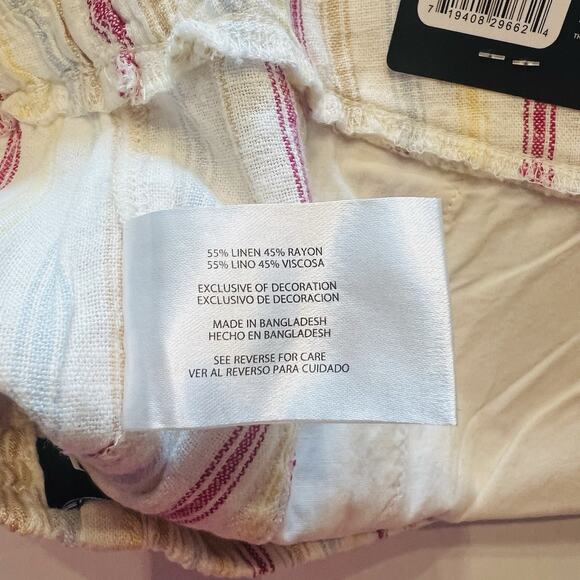 7 19408 29662 4
55% LINEN 45% RAYON
55% LINO 45% VISCOSA
EXCLUSIVE OF DECORATION
EXCLUSIVO DE DECORACION
MADE IN BANGLADESH
HECHO EN BANGLADESH
SEE REVERSE FOR CARE
VER AL REVERSO PARA CUIDADO